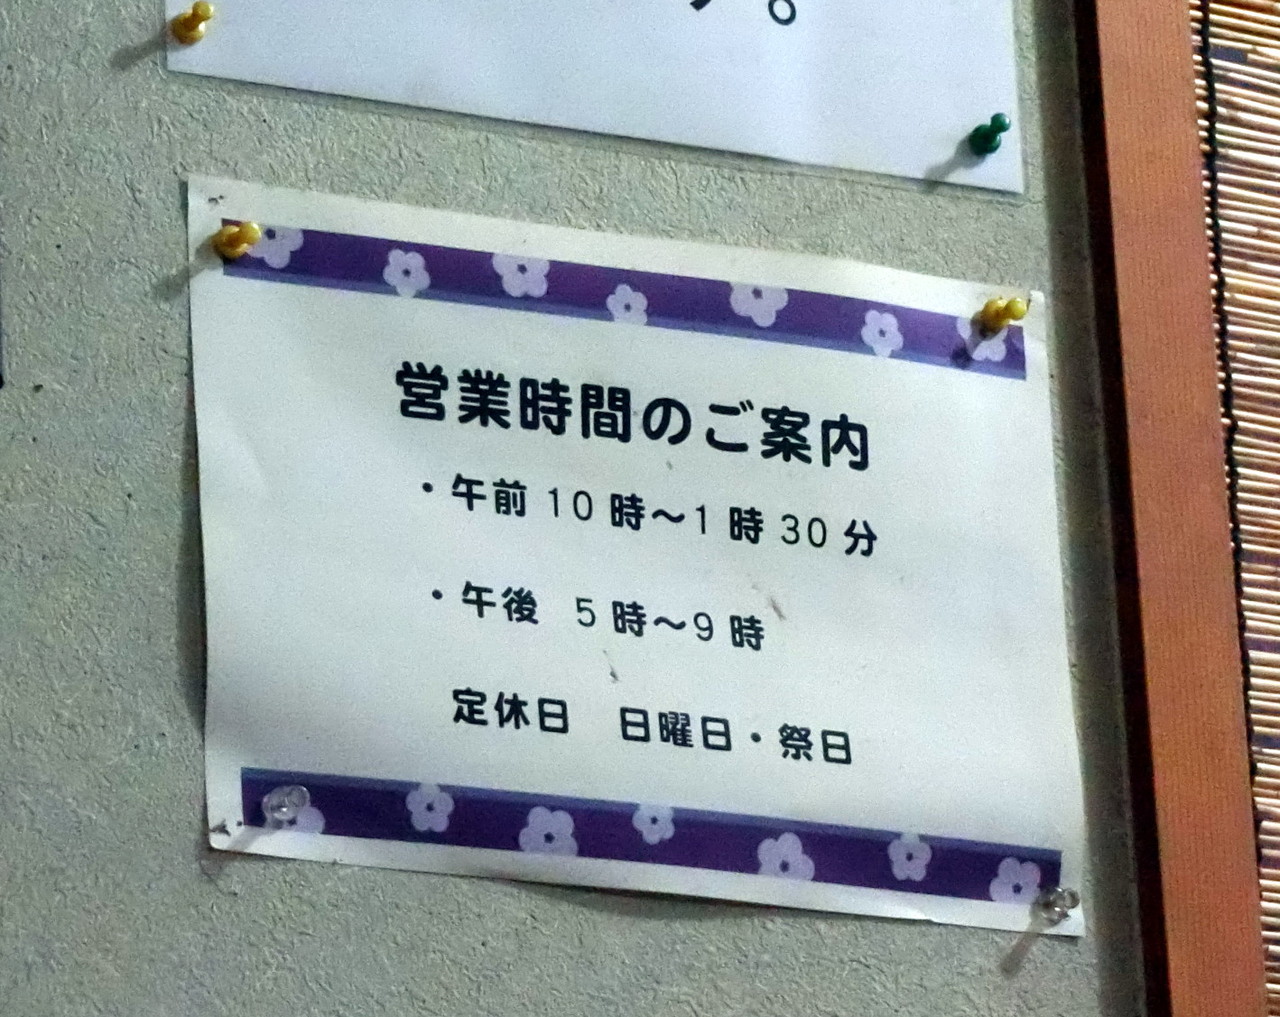 す。
営業時間のご案内
・午前 10 時〜1 時 30 分
・午後 5 時〜9 時
定休日 日曜日・祭日